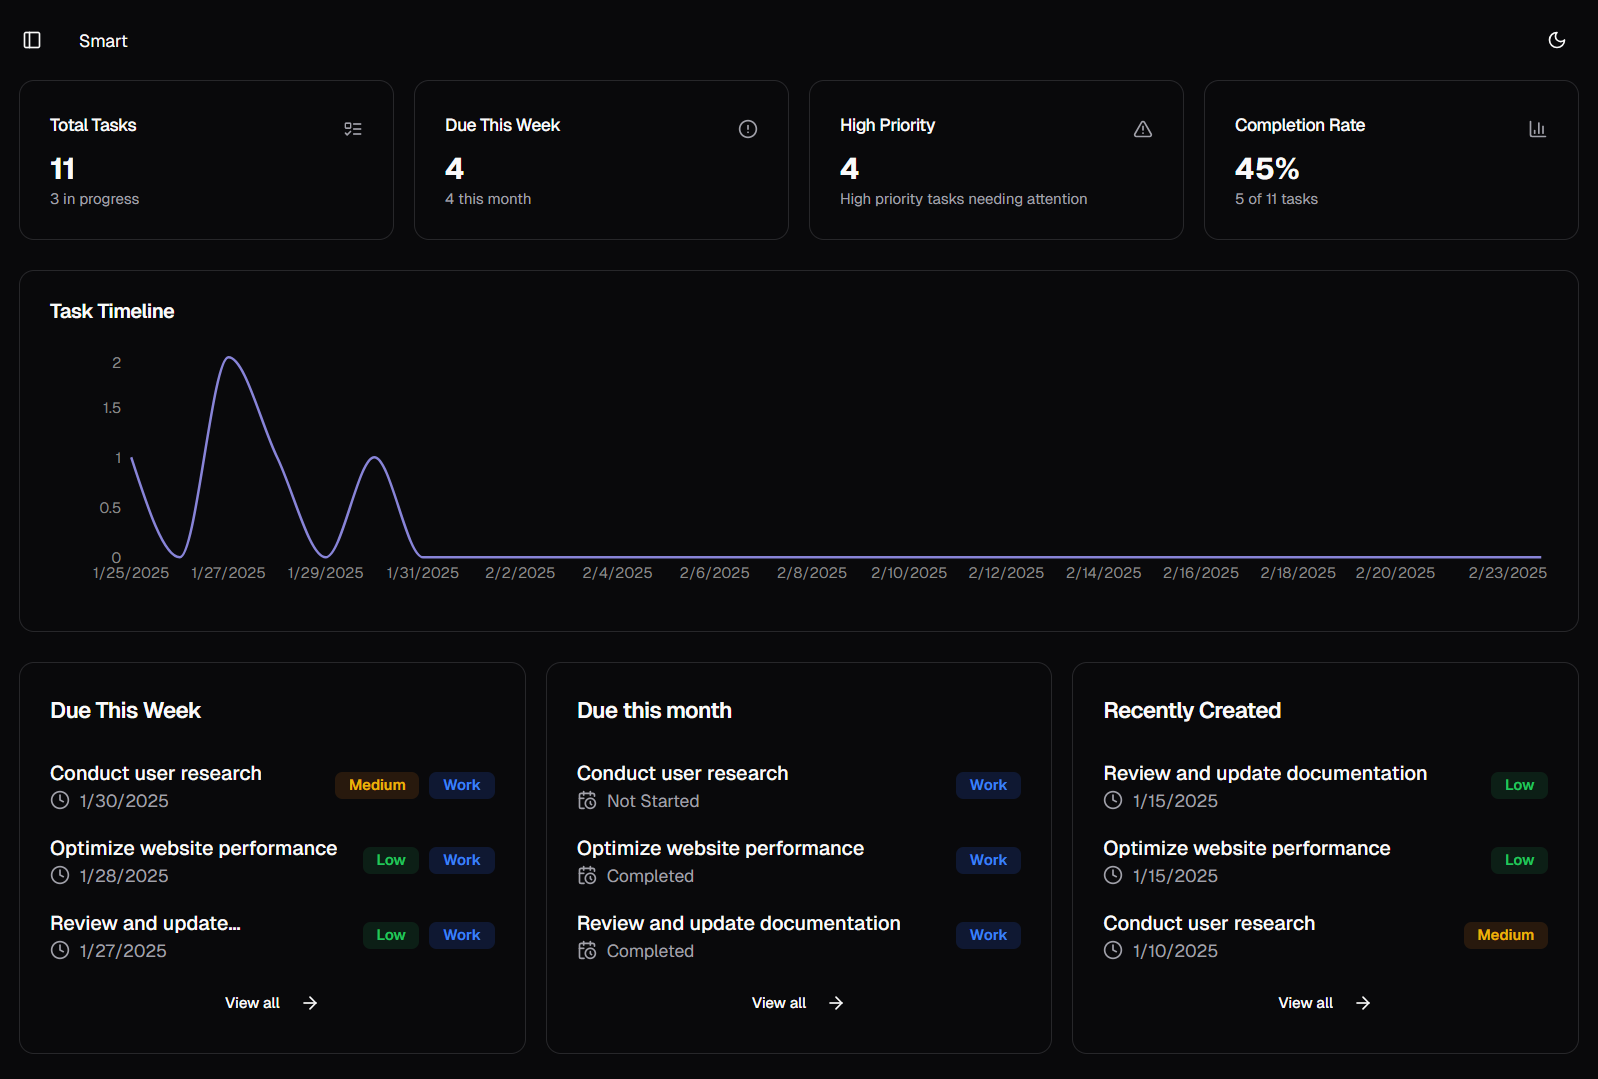 Smart
Total Tasks
11
3 in progress
Due This Week
4
4 this month
High Priority
4
High priority tasks needing attention
Completion Rate
45%
5 of 11 tasks
Task Timeline
2
1.5
1
0.5
0
1/25/2025 1/27/2025 1/29/2025 1/31/2025 2/2/2025 2/4/2025 2/6/2025 2/8/2025 2/10/2025 2/12/2025 2/14/2025 2/16/2025 2/18/2025 2/20/2025 2/23/2025
Due This Week
Conduct user research
1/30/2025
Medium Work
Optimize website performance
1/28/2025
Low Work
Review and update...
1/27/2025
Low Work
View all
Due this month
Conduct user research
Not Started
Work
Optimize website performance
Completed
Work
Review and update documentation
Completed
Work
View all
Recently Created
Review and update documentation
1/15/2025
Low
Optimize website performance
1/15/2025
Low
Conduct user research
1/10/2025
Medium
View all